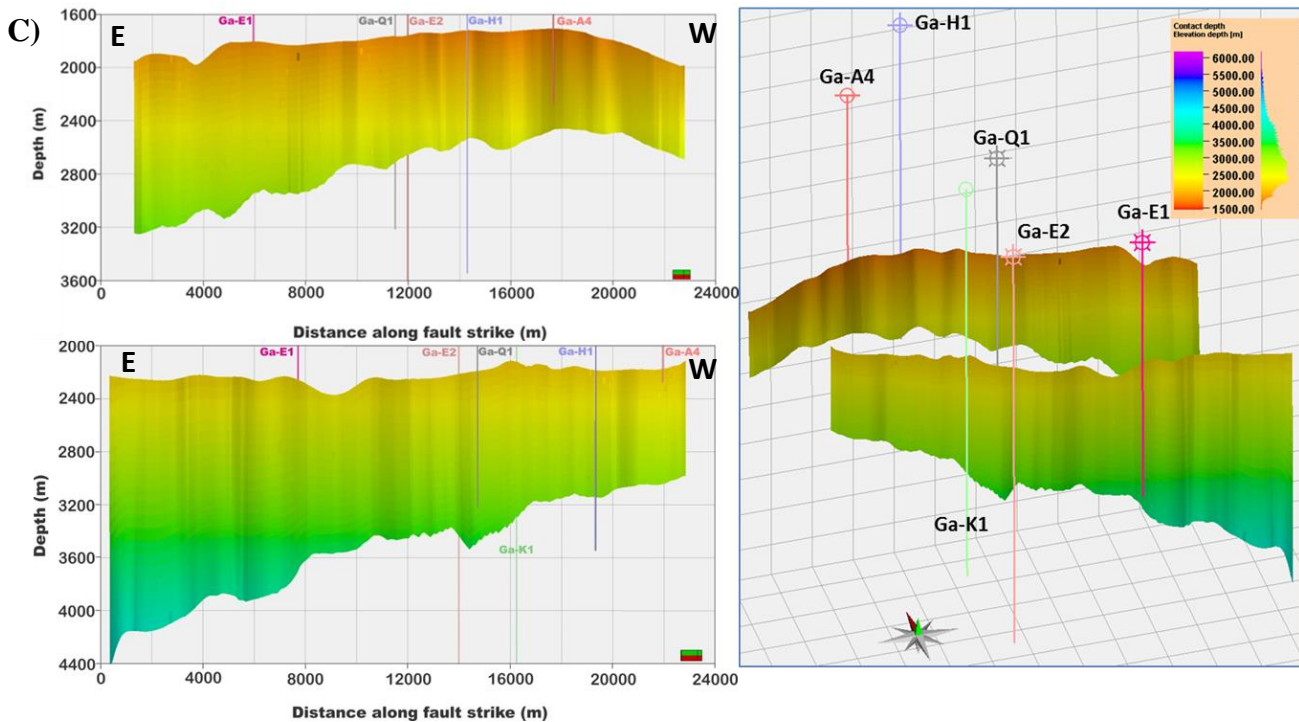 C)
E
W
Ga-E1
Ga-Q1
Ga-E2
Ga-H1
Ga-A4
1600
2000
2400
2800
3200
3600
Depth (m)
0
4000
8000
12000
16000
20000
24000
Distance along fault strike (m)
E
W
Ga-E1
Ga-E2
Ga-Q1
Ga-H1
Ga-A4
Ga-K1
2000
2400
2800
3200
3600
4000
4400
Depth (m)
0
4000
8000
12000
16000
20000
24000
Distance along fault strike (m)
Ga-H1
Ga-A4
Ga-Q1
Ga-E2
Ga-E1
Ga-K1
Contact depth
Elevation depth [m]
6000.00
5500.00
5000.00
4500.00
4000.00
3500.00
3000.00
2500.00
2000.00
1500.00